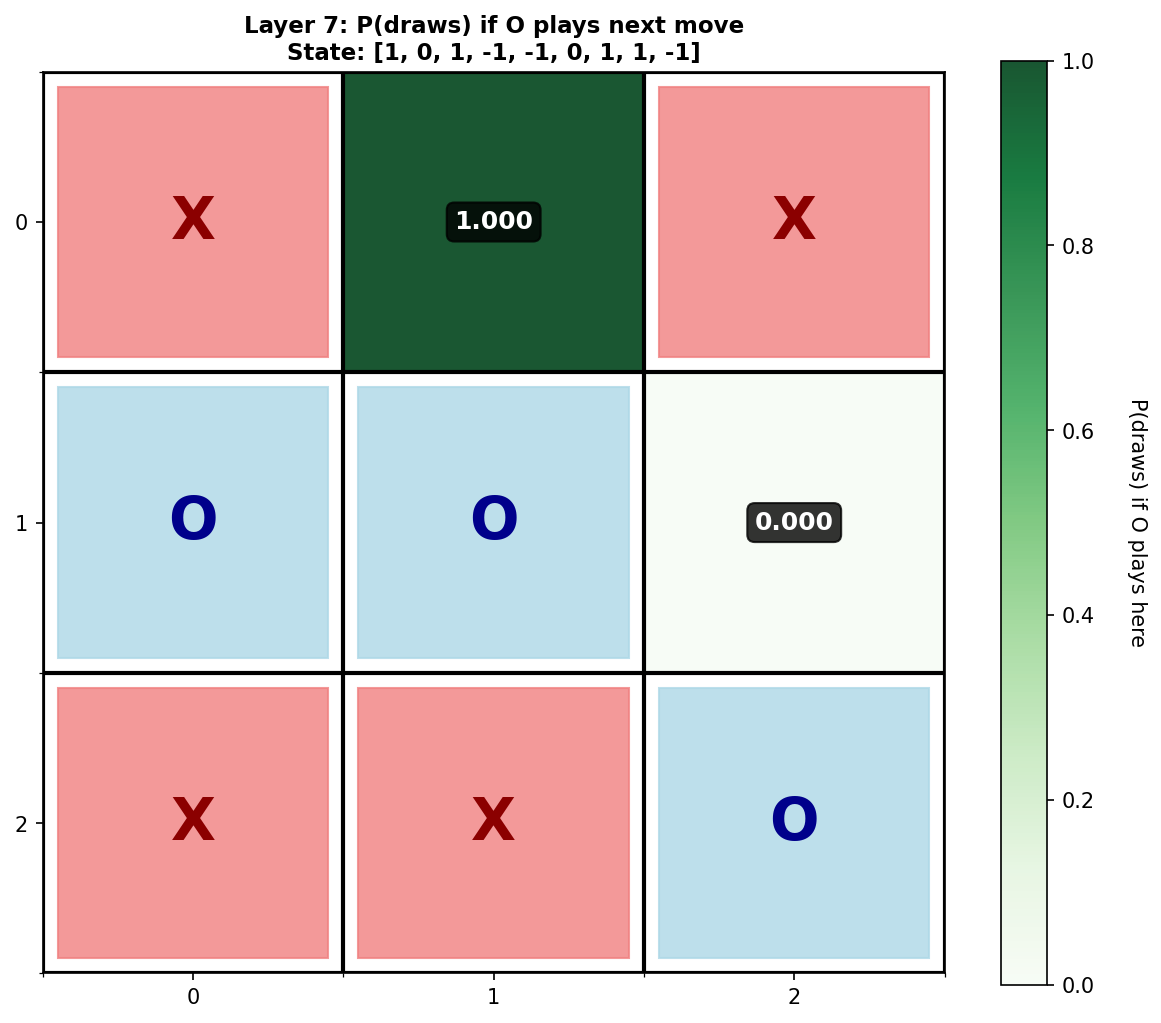 Layer 7: P(draws) if O plays next move
State: [1, 0, 1, -1, -1, 0, 1, 1, -1]
0
X
1.000
X
1
O
O
0.000
2
X
X
O
0
1
2
1.0
0.8
0.6
0.4
0.2
0.0
P(draws) if O plays here